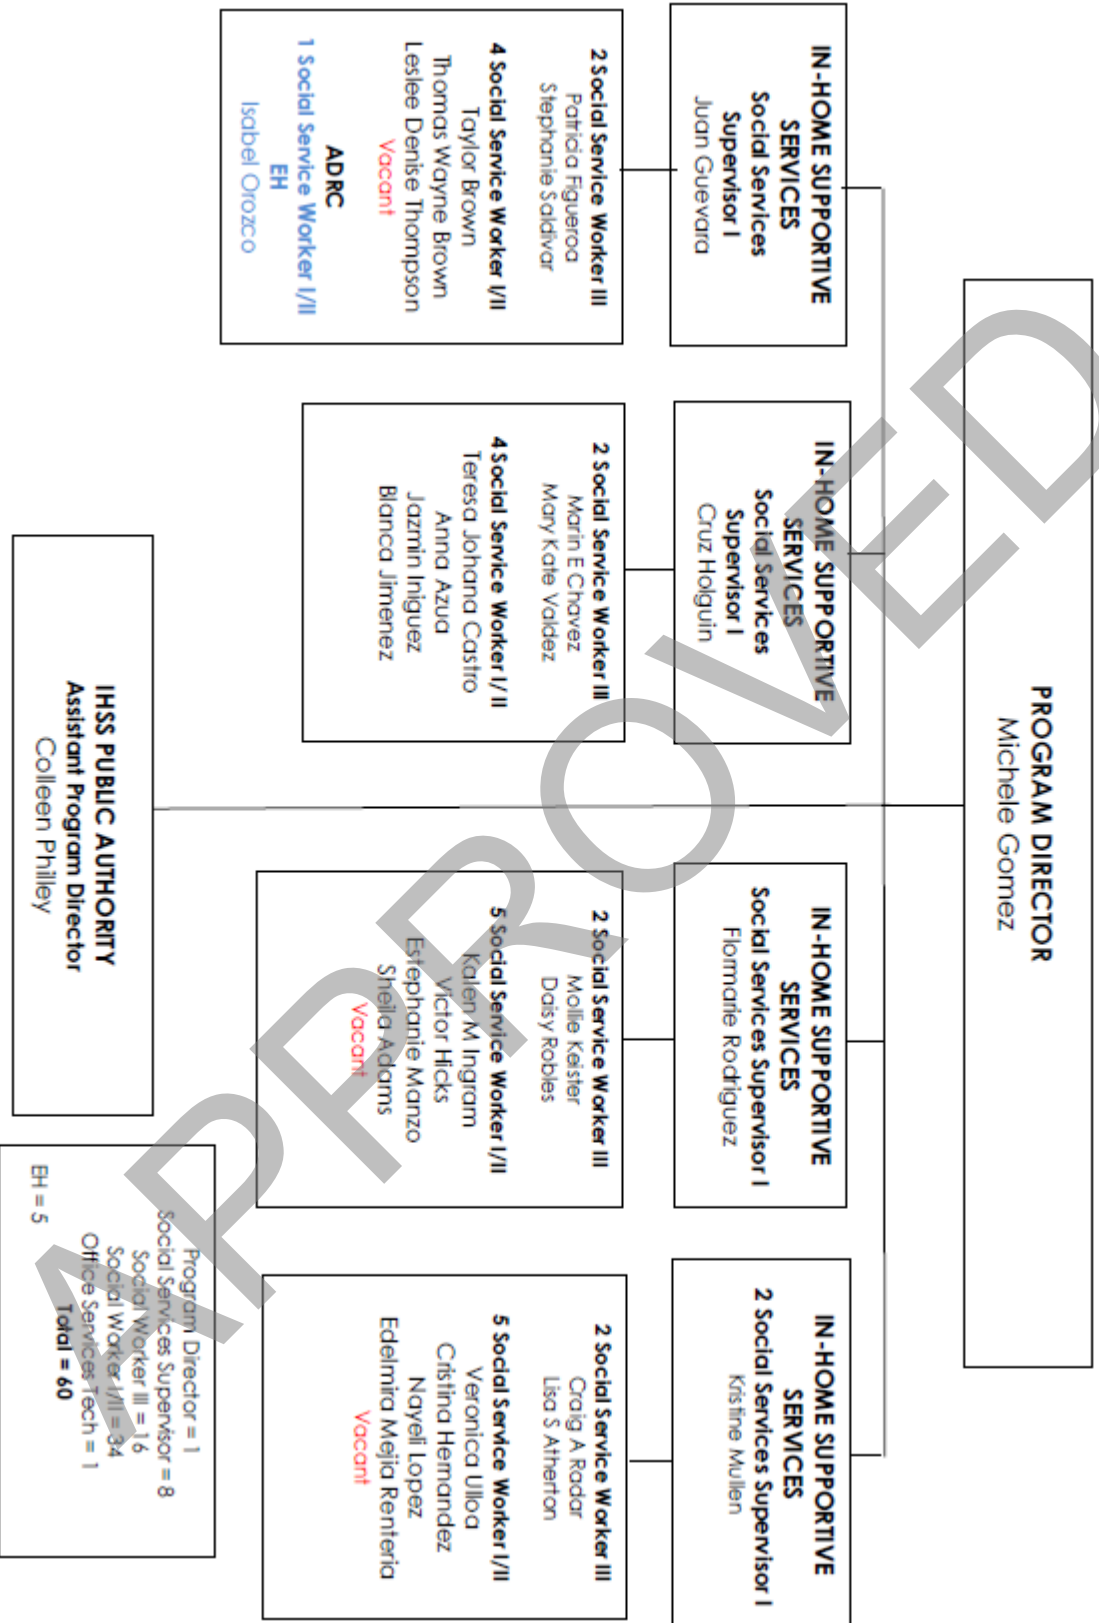 PROGRAM DIRECTOR
Michele Gomez
IN-HOME SUPPORTIVE
SERVICES
Social Services
Supervisor I
Juan Guevara
2 Social Service Worker III
Patricia Figueroa
Stephanie Saldivar
4 Social Service Worker I/II
Taylor Brown
Thomas Wayne Brown
Leslee Denise Thompson
Vacant
ADRC
1 Social Service Worker I/II
EH
Isabel Orozco
IN-HOME SUPPORTIVE
SERVICES
Social Services
Supervisor I
Cruz Holguin
2 Social Service Worker III
Marin E Chavez
Mary Kate Valdez
4 Social Service Worker I/ II
Teresa Johana Castro
Anna Azua
Jazmin Iniguez
Blanca Jimenez
IN-HOME SUPPORTIVE
SERVICES
Social Services Supervisor I
Flormarie Rodriguez
2 Social Service Worker III
Mollie Keister
Daisy Robles
5 Social Service Worker I/II
Kalen M Ingram
Victor Hicks
Estephanie Manzo
Sheila Adams
Vacant
IN-HOME SUPPORTIVE
SERVICES
2 Social Services Supervisor I
Kristine Mullen
2 Social Service Worker III
Craig A Radar
Lisa S Atherton
5 Social Service Worker I/II
Veronica Ulloa
Cristina Hernandez
Nayeli Lopez
Edelmira Mejia Renteria
Vacant
IHSS PUBLIC AUTHORITY
Assistant Program Director
Colleen Philley
Program Director = 1
Social Services Supervisor = 8
Social Worker III = 16
Social Worker I/II = 34
Office Services Tech = 1
Total = 60
EH = 5
APPROVED